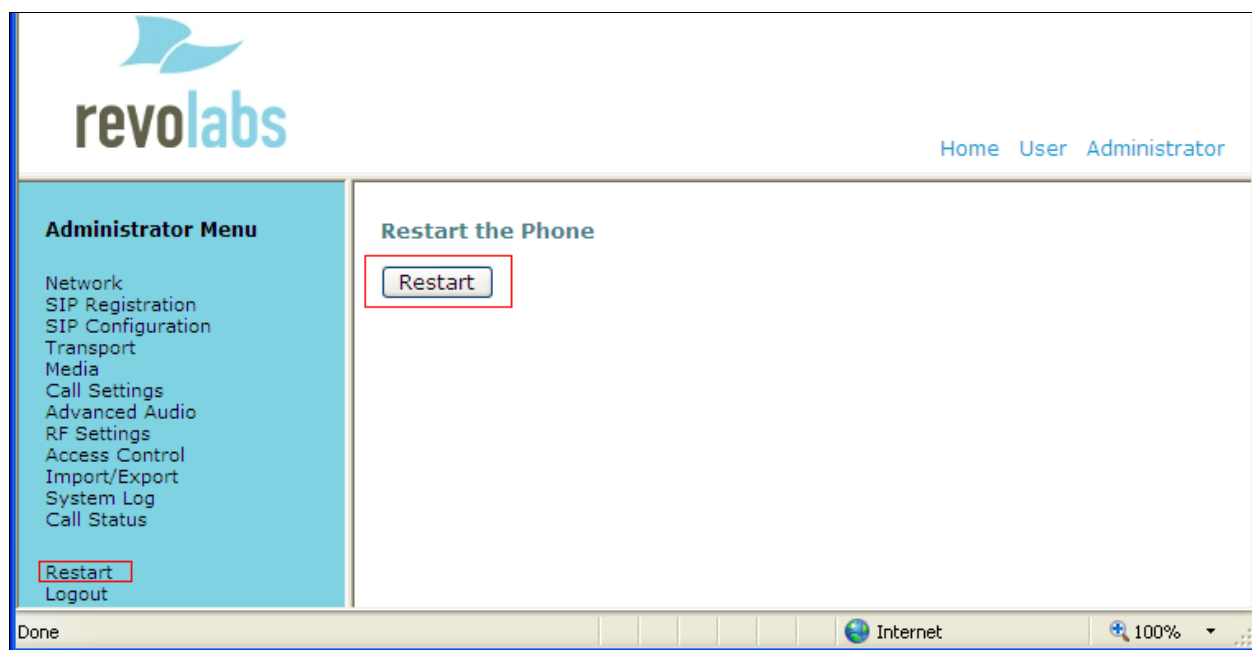 revolabs
Home User Administrator
Administrator Menu
Network
SIP Registration
SIP Configuration
Transport
Media
Call Settings
Advanced Audio
RF Settings
Access Control
Import/Export
System Log
Call Status
Restart
Logout
Restart the Phone
Restart
Done Internet 100%